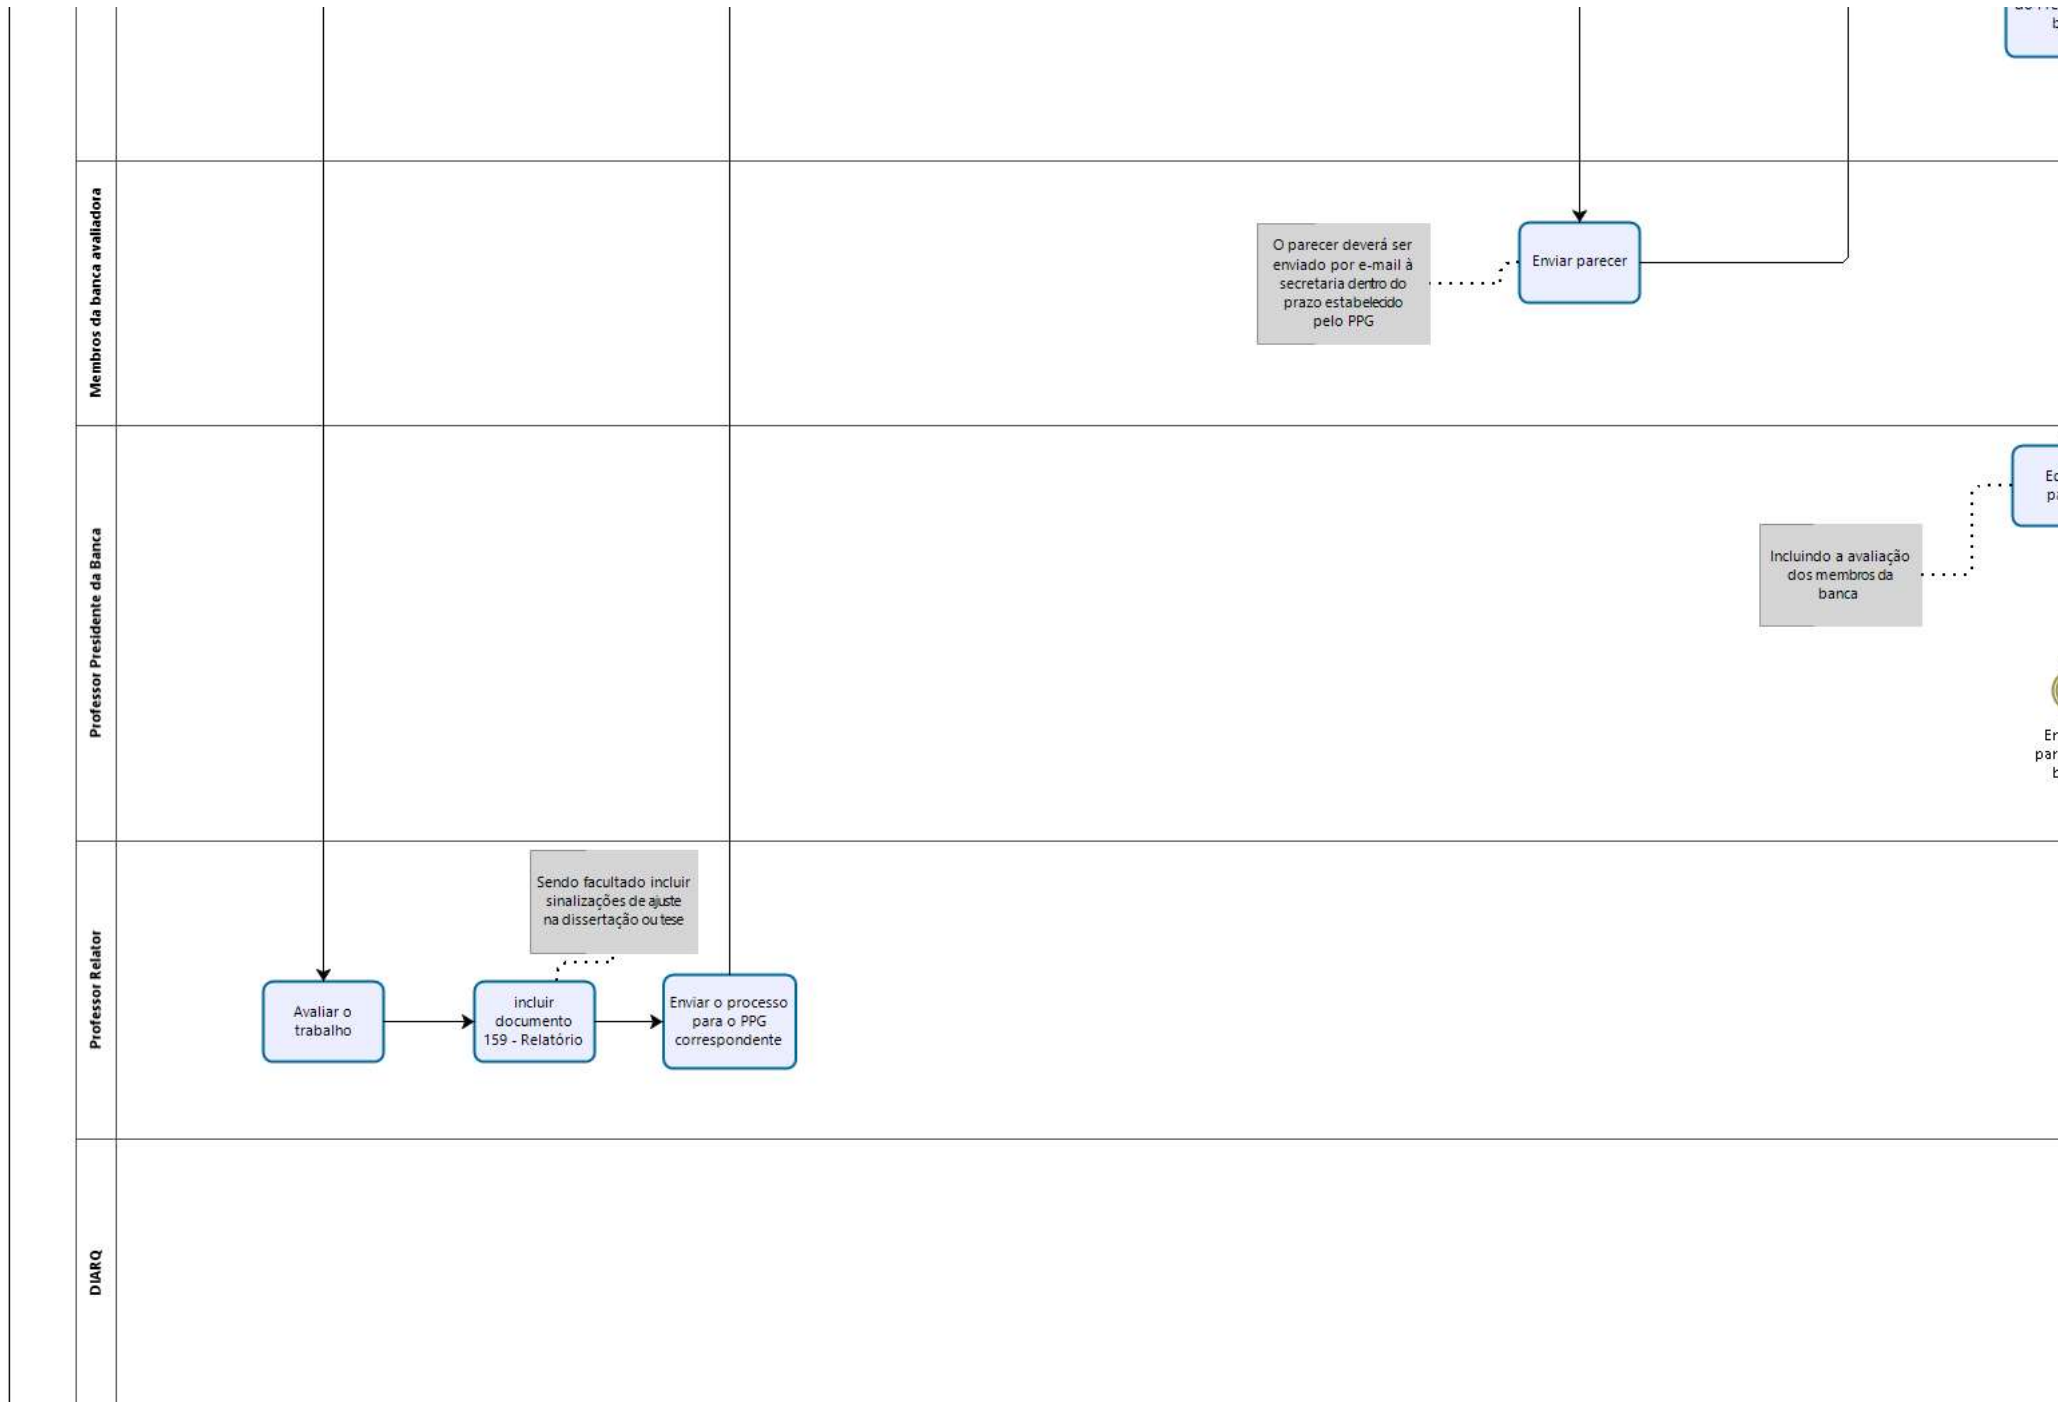 Membros da banca avaliadora
O parecer deverá ser
enviado por e-mail à
secretaria dentro do
prazo estabelecido
pelo PPG
Enviar parecer
Professor Presidente da Banca
Incluindo a avaliação
dos membros da
banca
Professor Relator
Sendo facultado incluir
sinalizações de ajuste
na dissertação ou tese
Avaliar o
trabalho
incluir
documento
159 - Relatório
Enviar o processo
para o PPG
correspondente
DIARQ